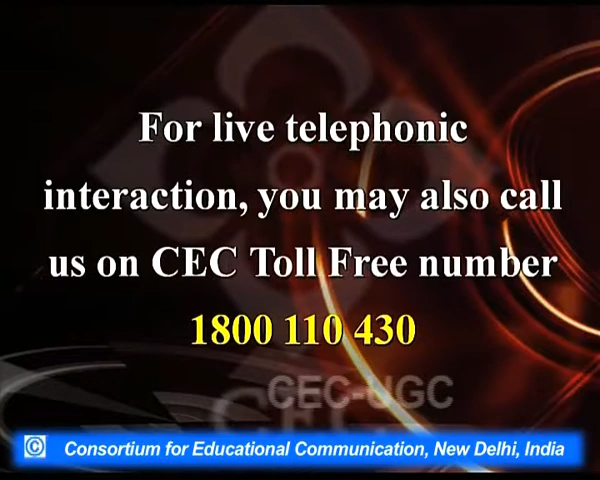 For live telephonic
interaction, you may also call
us on CEC Toll Free number
1800 110 430
CEC-UGC
CEC
© Consortium for Educational Communication, New Delhi, India